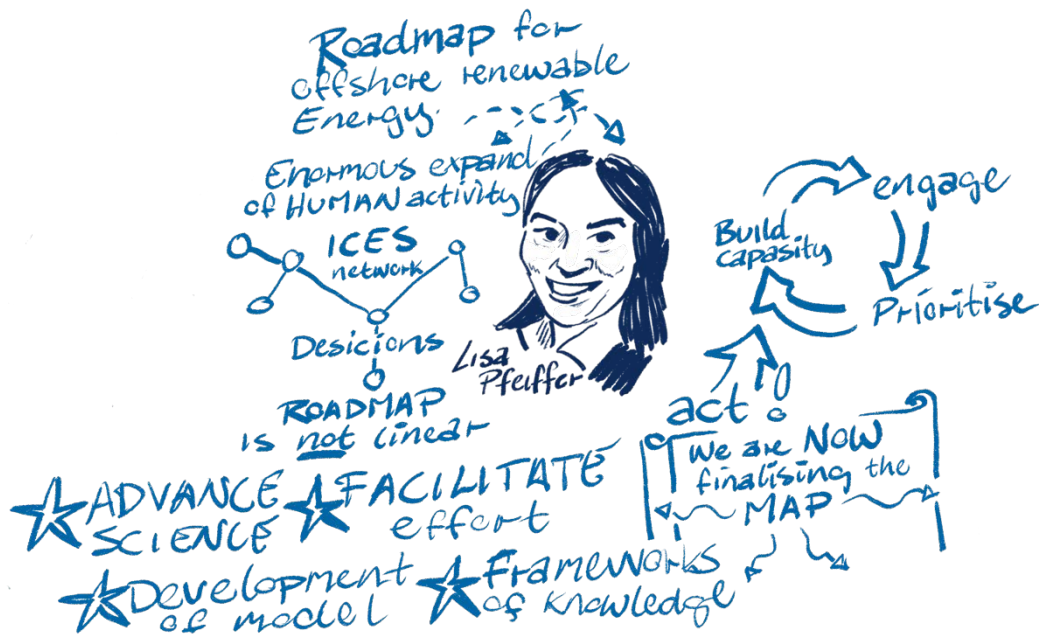 Roadmap for
offshore renewable
Energy.
Enormous expand
of HUMAN activity
ICES
network
Desicions
Lisa
Pfeiffer
ROADMAP
is not linear
ADVANCE
SCIENCE
FACILITATE
effort
Development
of model
Frameworks
of knowledge
engage
Build
capasity
Prioritise
act!
We are NOW
finalising the
MAP